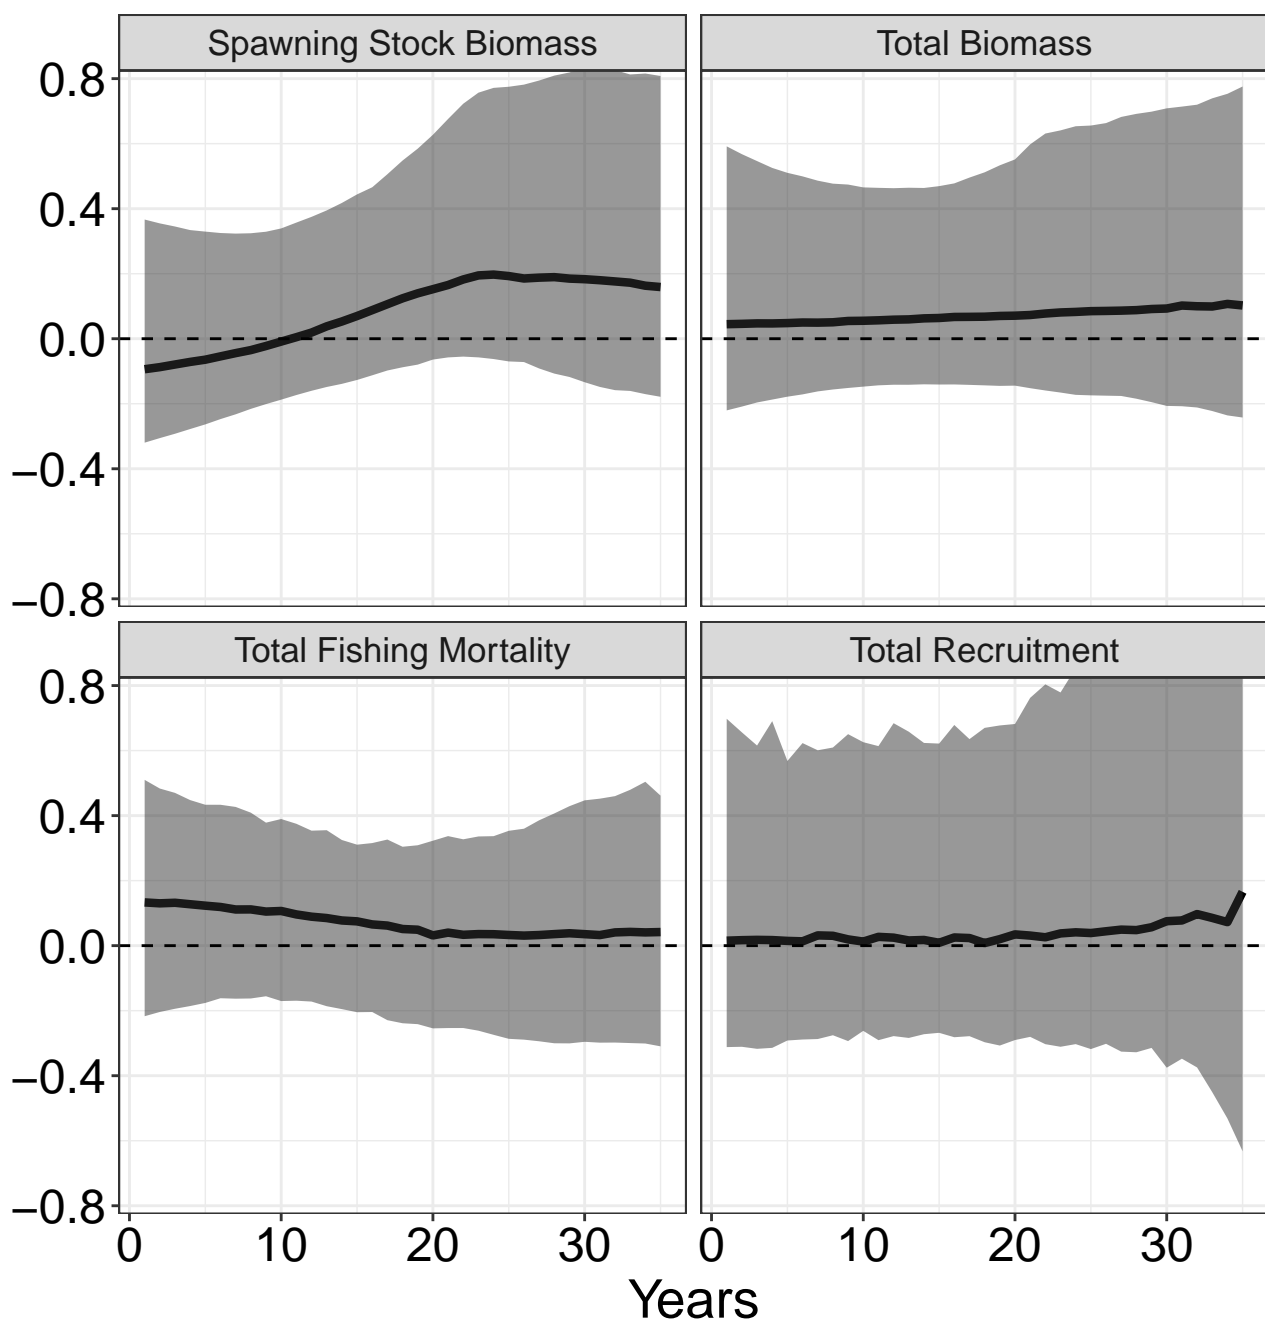 Spawning Stock Biomass
Total Biomass
0.8
0.4
0.0
−0.4
−0.8
Total Fishing Mortality
Total Recruitment
0.8
0.4
0.0
−0.4
−0.8
0 10 20 30
0 10 20 30
Years